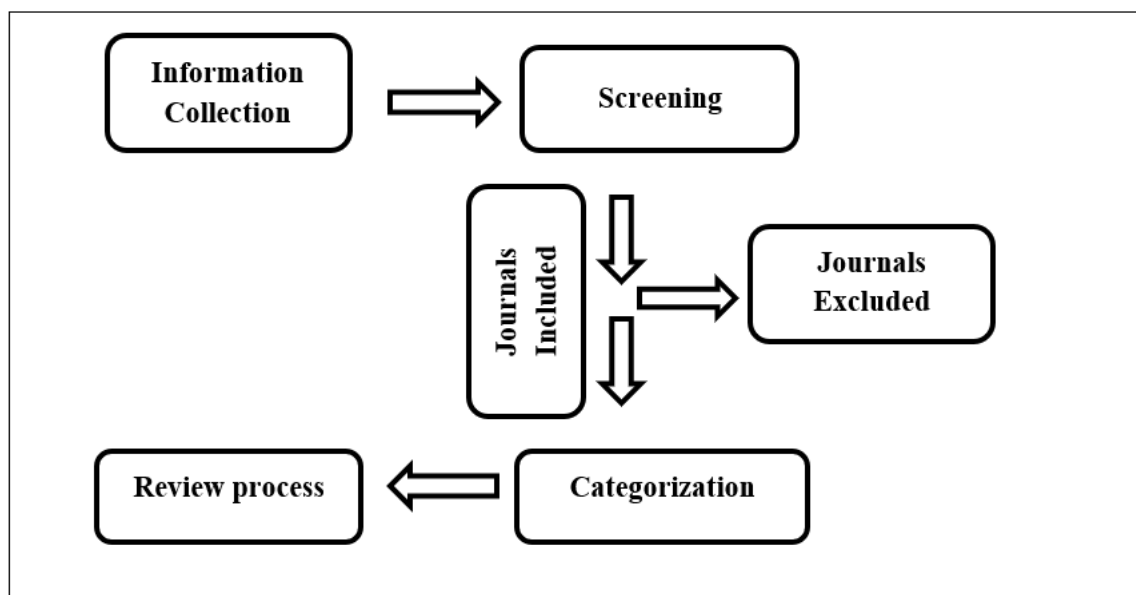 Information
Collection
Screening
Journals
Included
Journals
Excluded
Categorization
Review process